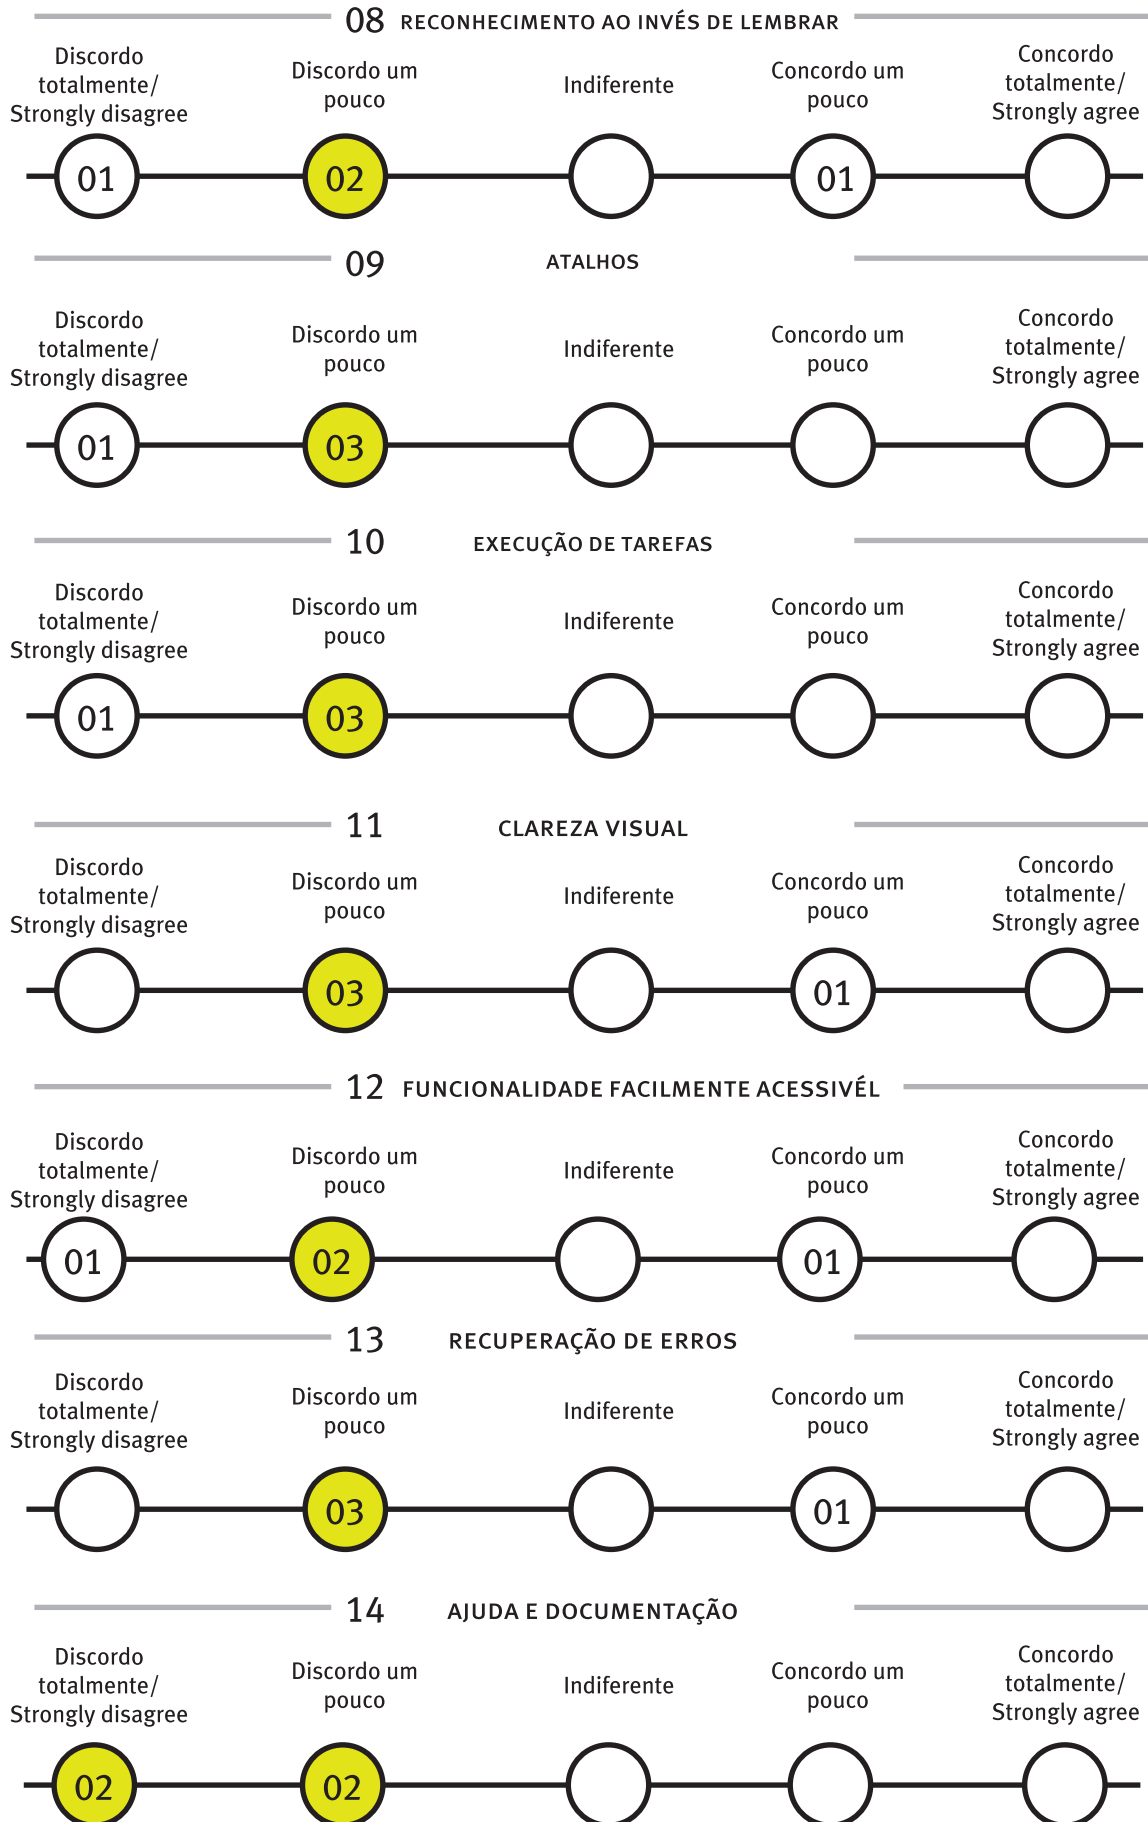 08 RECONHECIMENTO AO INVÉS DE LEMBRAR
Discordo
totalmente/
Strongly disagree
Discordo um
pouco
Indiferente
Concordo um
pouco
Concordo
totalmente/
Strongly agree
01 02 01
09 ATALHOS
Discordo
totalmente/
Strongly disagree
Discordo um
pouco
Indiferente
Concordo um
pouco
Concordo
totalmente/
Strongly agree
01 03
10 EXECUÇÃO DE TAREFAS
Discordo
totalmente/
Strongly disagree
Discordo um
pouco
Indiferente
Concordo um
pouco
Concordo
totalmente/
Strongly agree
01 03
11 CLAREZA VISUAL
Discordo
totalmente/
Strongly disagree
Discordo um
pouco
Indiferente
Concordo um
pouco
Concordo
totalmente/
Strongly agree
03 01
12 FUNCIONALIDADE FACILMENTE ACESSIVÉL
Discordo
totalmente/
Strongly disagree
Discordo um
pouco
Indiferente
Concordo um
pouco
Concordo
totalmente/
Strongly agree
01 02 01
13 RECUPERAÇÃO DE ERROS
Discordo
totalmente/
Strongly disagree
Discordo um
pouco
Indiferente
Concordo um
pouco
Concordo
totalmente/
Strongly agree
03 01
14 AJUDA E DOCUMENTAÇÃO
Discordo
totalmente/
Strongly disagree
Discordo um
pouco
Indiferente
Concordo um
pouco
Concordo
totalmente/
Strongly agree
02 02